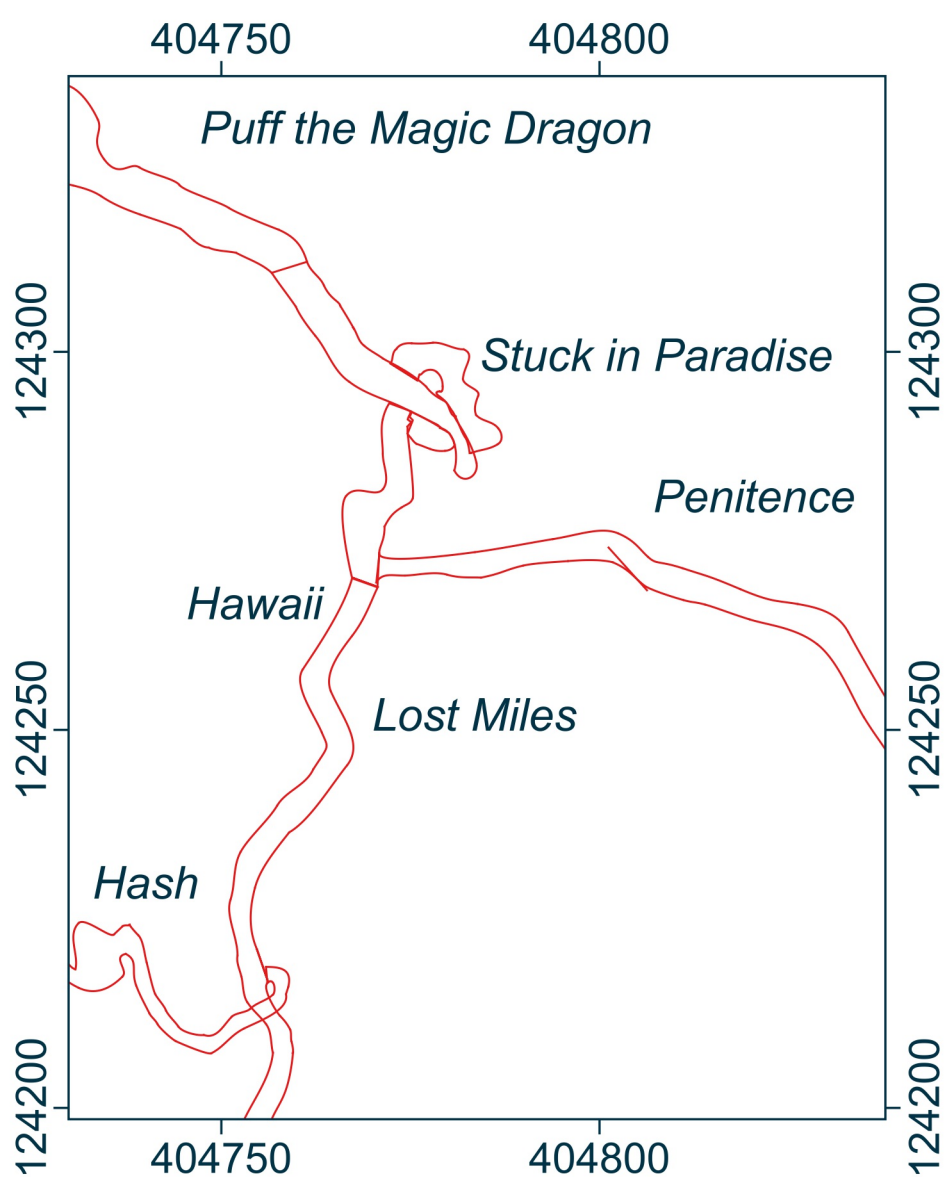 404750 404800
Puff the Magic Dragon
124300 124300
Stuck in Paradise
Penitence
Hawaii
124250 124250
Lost Miles
Hash
124200 124200
404750 404800